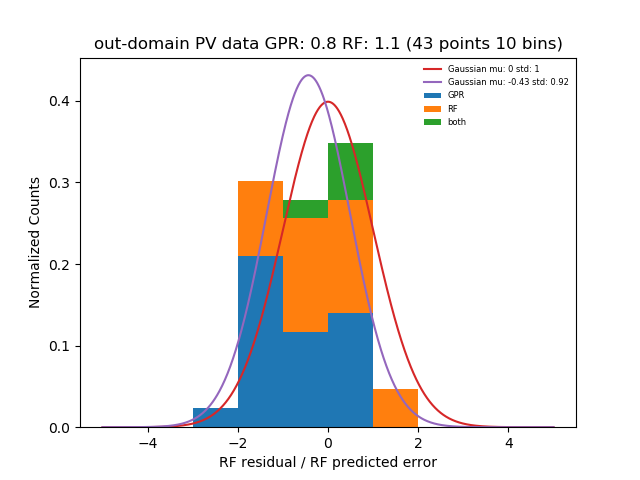 out-domain PV data GPR: 0.8 RF: 1.1 (43 points 10 bins)
Gaussian mu: 0 std: 1
Gaussian mu: -0.43 std: 0.92
GPR
RF
both
Normalized Counts
0.4
0.3
0.2
0.1
0.0
−4
−2
0
2
4
RF residual / RF predicted error